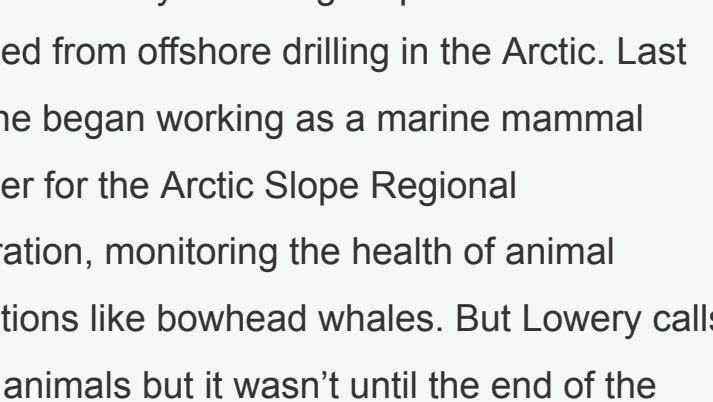 ed from offshore drilling in the Arctic. Last
he began working as a marine mammal
er for the Arctic Slope Regional
ration, monitoring the health of animal
tions like bowhead whales. But Lowery calls
animals but it wasn’t until the end of the